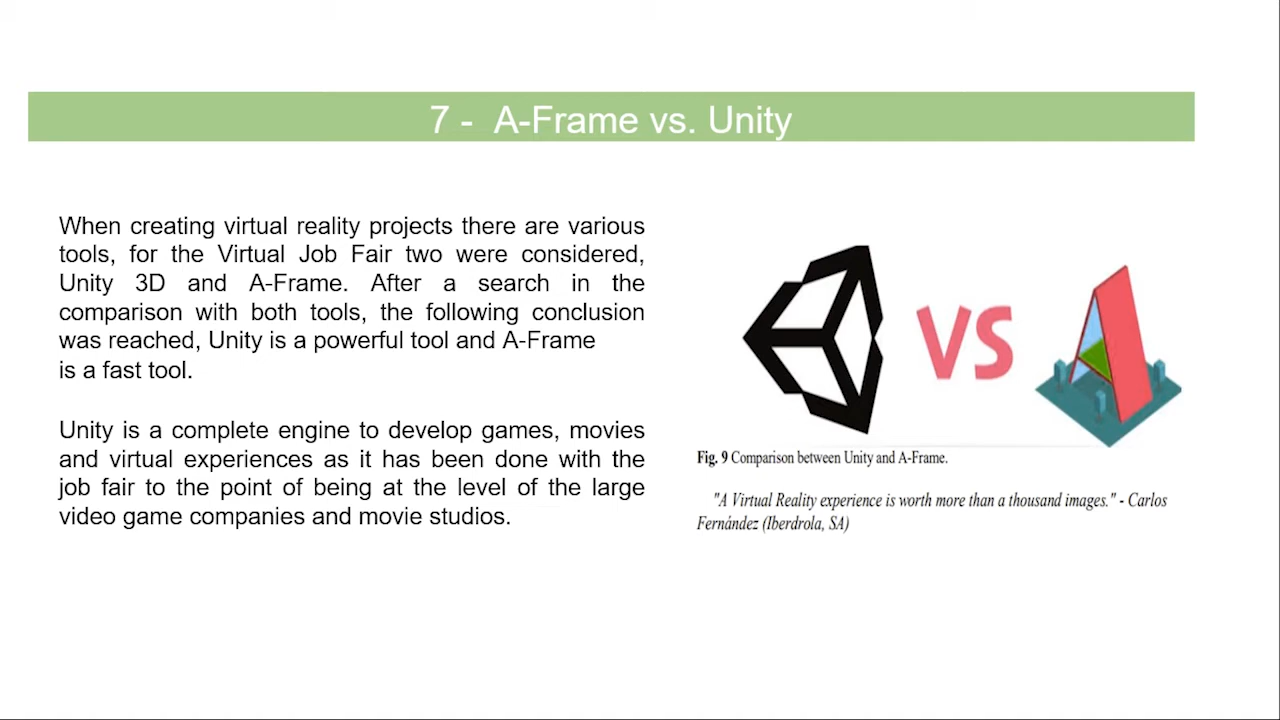 7 - A-Frame vs. Unity
When creating virtual reality projects there are various
tools, for the Virtual Job Fair two were considered,
Unity 3D and A-Frame. After a search in the
comparison with both tools, the following conclusion
was reached, Unity is a powerful tool and A-Frame
is a fast tool.
Unity is a complete engine to develop games, movies
and virtual experiences as it has been done with the
job fair to the point of being at the level of the large
video game companies and movie studios.
VS
Fig. 9 Comparison between Unity and A-Frame.
"A Virtual Reality experience is worth more than a thousand images." - Carlos
Fernández (Iberdrola, SA)